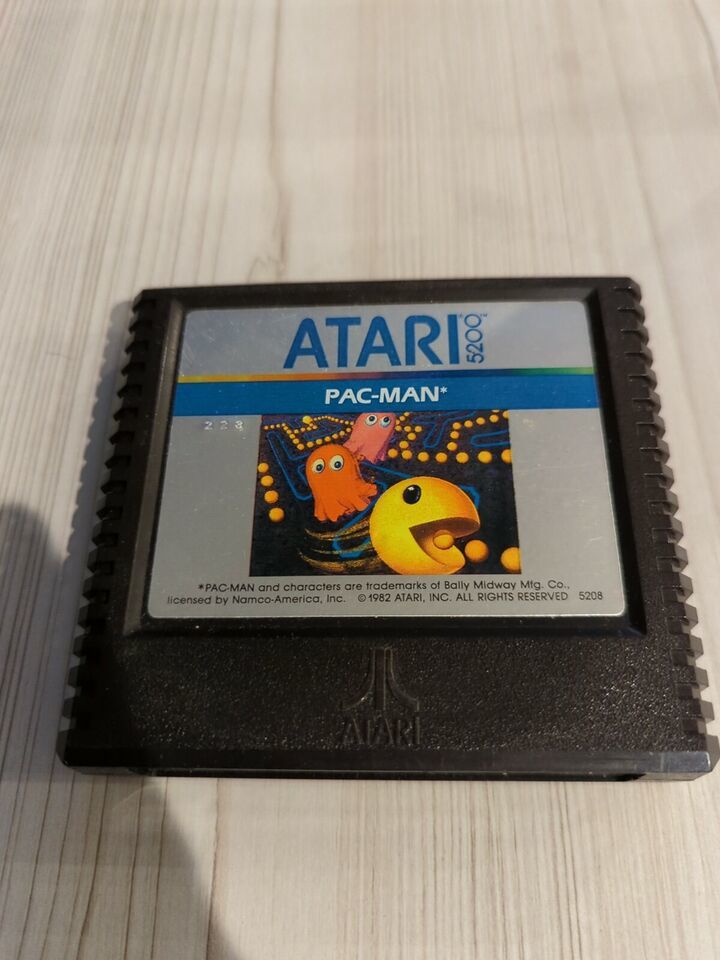 ATARI® 5200™
PAC-MAN*
228
*PAC-MAN and characters are trademarks of Bally Midway Mfg. Co.,
licensed by Namco-America, Inc. © 1982 ATARI, INC. ALL RIGHTS RESERVED 5208
ATARI